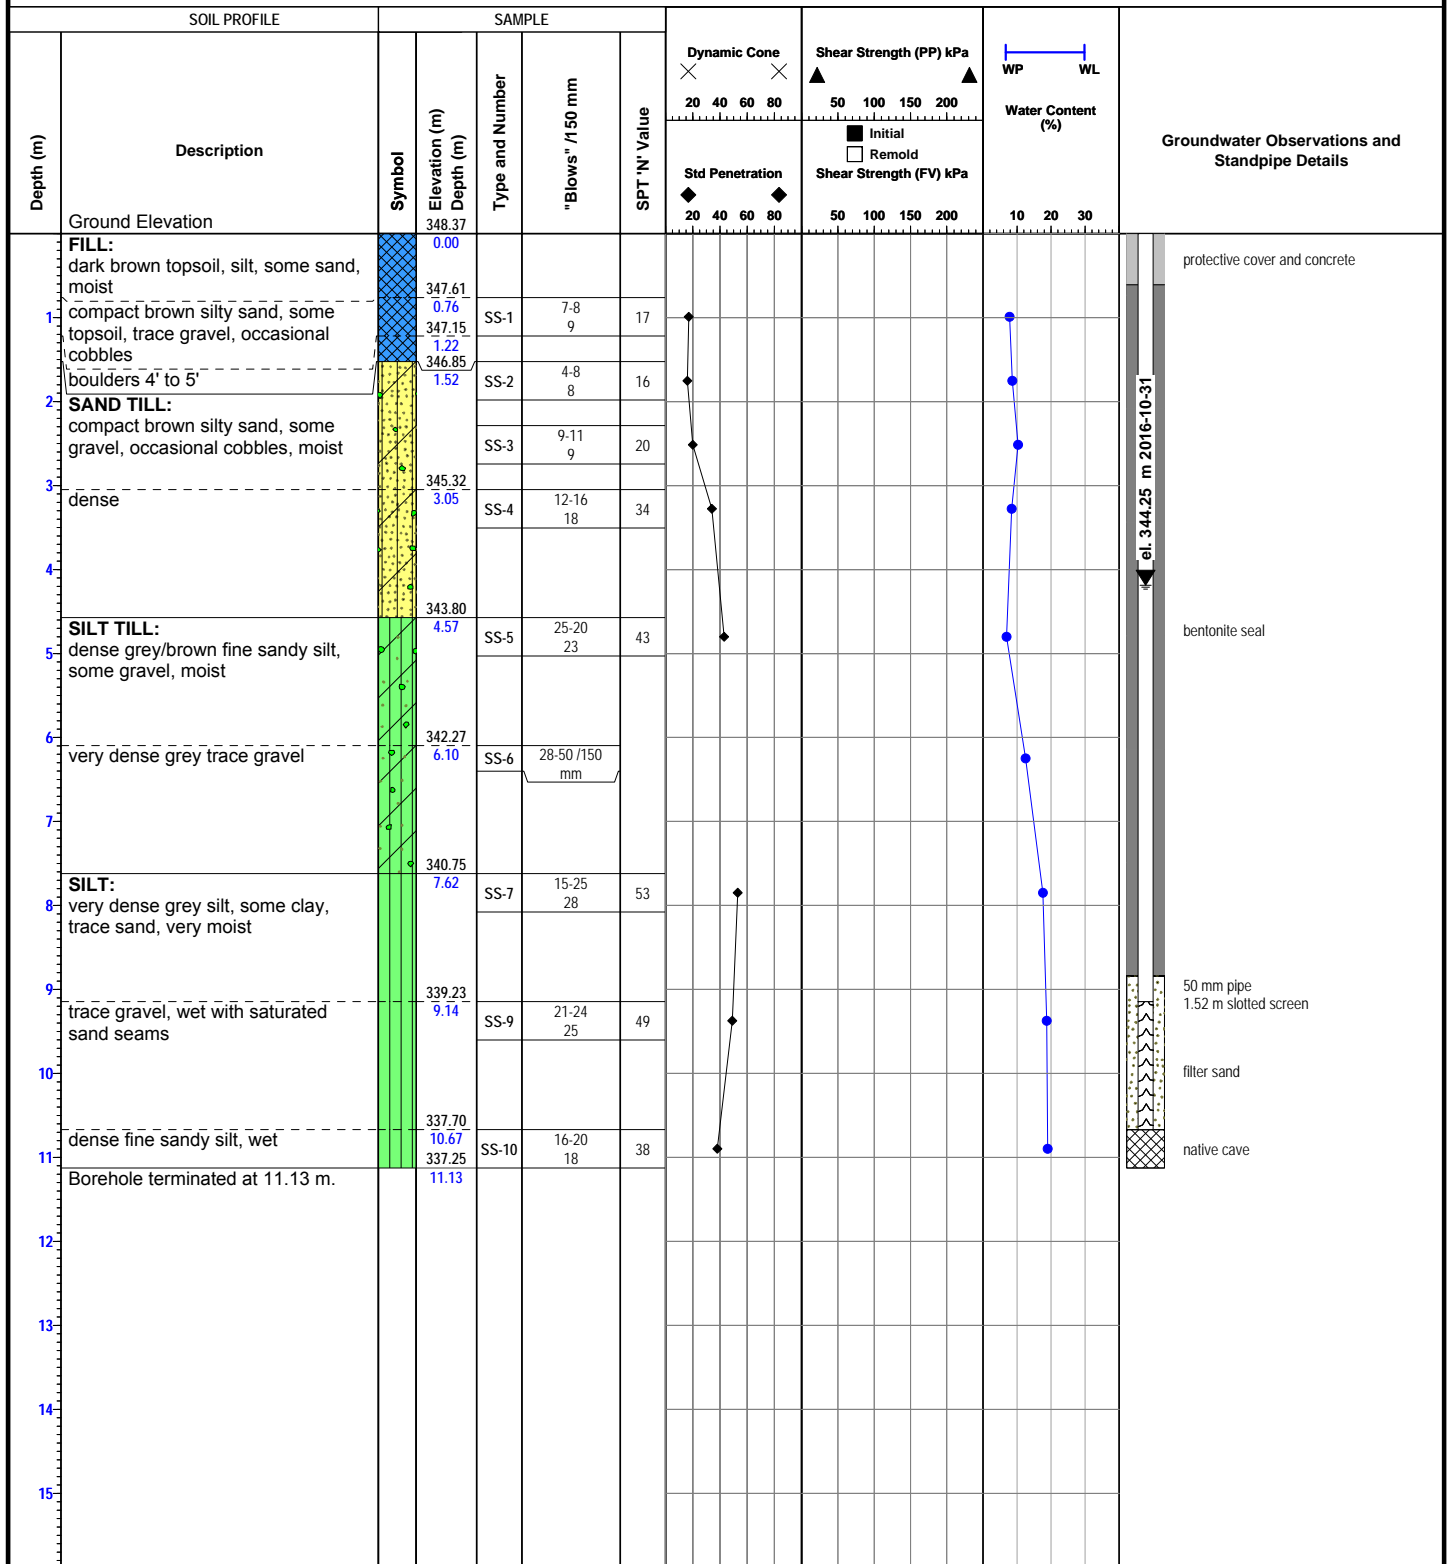 SOIL PROFILE
SAMPLE
Depth (m)
Description
Symbol
Elevation (m)
Depth (m)
Type and Number
"Blows" /150 mm
SPT 'N' Value
Dynamic Cone
20 40 60 80
Std Penetration
20 40 60 80
Shear Strength (PP) kPa
50 100 150 200
Initial
Remold
Shear Strength (FV) kPa
50 100 150 200
WP WL
Water Content
(%)
10 20 30
Groundwater Observations and
Standpipe Details
Ground Elevation
348.37
FILL:
0.00
dark brown topsoil, silt, some sand,
moist
347.61
protective cover and concrete
1
compact brown silty sand, some
topsoil, trace gravel, occasional
cobbles
0.76
347.15
SS-1
7-8
9
17
1.22
346.85
boulders 4' to 5'
1.52
SS-2
4-8
8
16
2
SAND TILL:
compact brown silty sand, some
gravel, occasional cobbles, moist
SS-3
9-11
9
20
el. 344.25 m 2016-10-31
345.32
3
dense
3.05
SS-4
12-16
18
34
4
343.80
SILT TILL:
4.57
dense grey/brown fine sandy silt,
some gravel, moist
SS-5
25-20
23
43
bentonite seal
5
6
342.27
very dense grey trace gravel
6.10
SS-6
28-50 /150
mm
7
340.75
SILT:
7.62
very dense grey silt, some clay,
trace sand, very moist
SS-7
15-25
28
53
8
9
339.23
50 mm pipe
1.52 m slotted screen
trace gravel, wet with saturated
sand seams
9.14
SS-9
21-24
25
49
10
filter sand
337.70
dense fine sandy silt, wet
10.67
337.25
SS-10
16-20
18
38
native cave
11
Borehole terminated at 11.13 m.
11.13
12
13
14
15